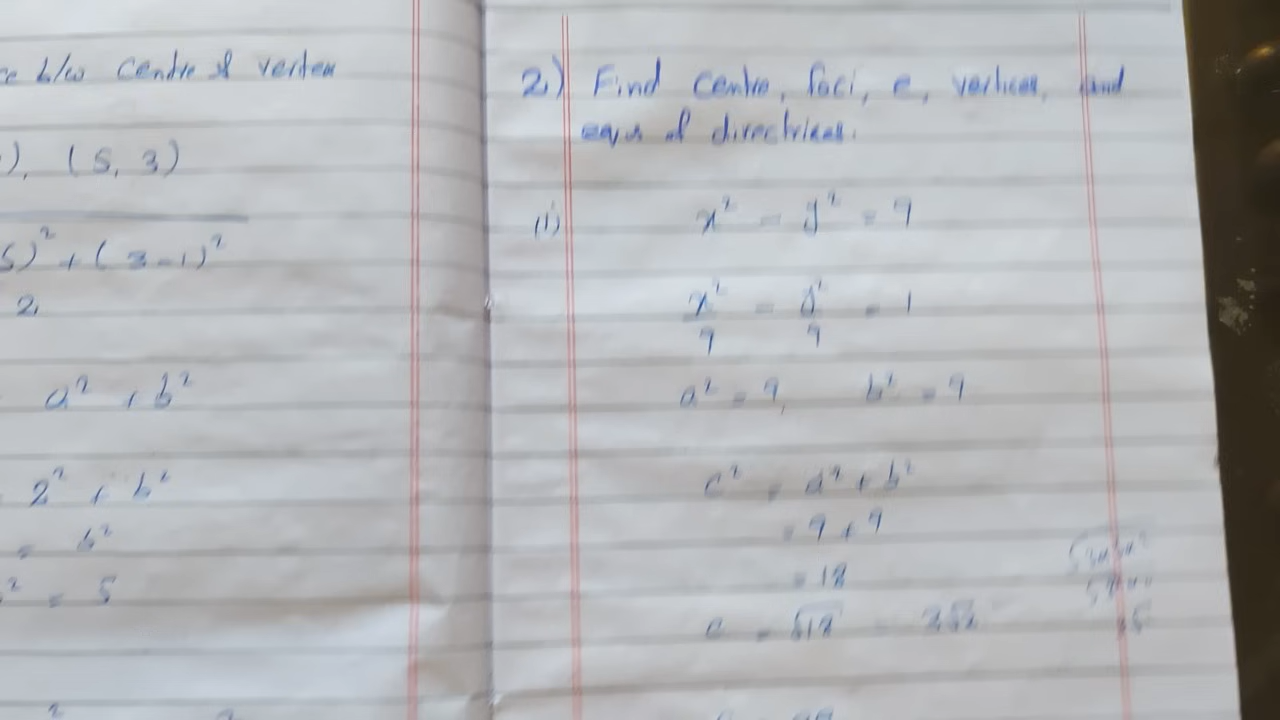 b/w centre & vertex
), (5, 3)
5)² + (3-1)²
2
a² + b²
2² + b²
= b²
² = 5
2.) Find centre, foci, e, vertices, and
eqns of directrices.
(i) x² - y² = 9
x²/9 - y²/9 = 1
a² = 9, b² = 9
c² = a² + b²
= 9 + 9
= 18
c = √18 = 3√2